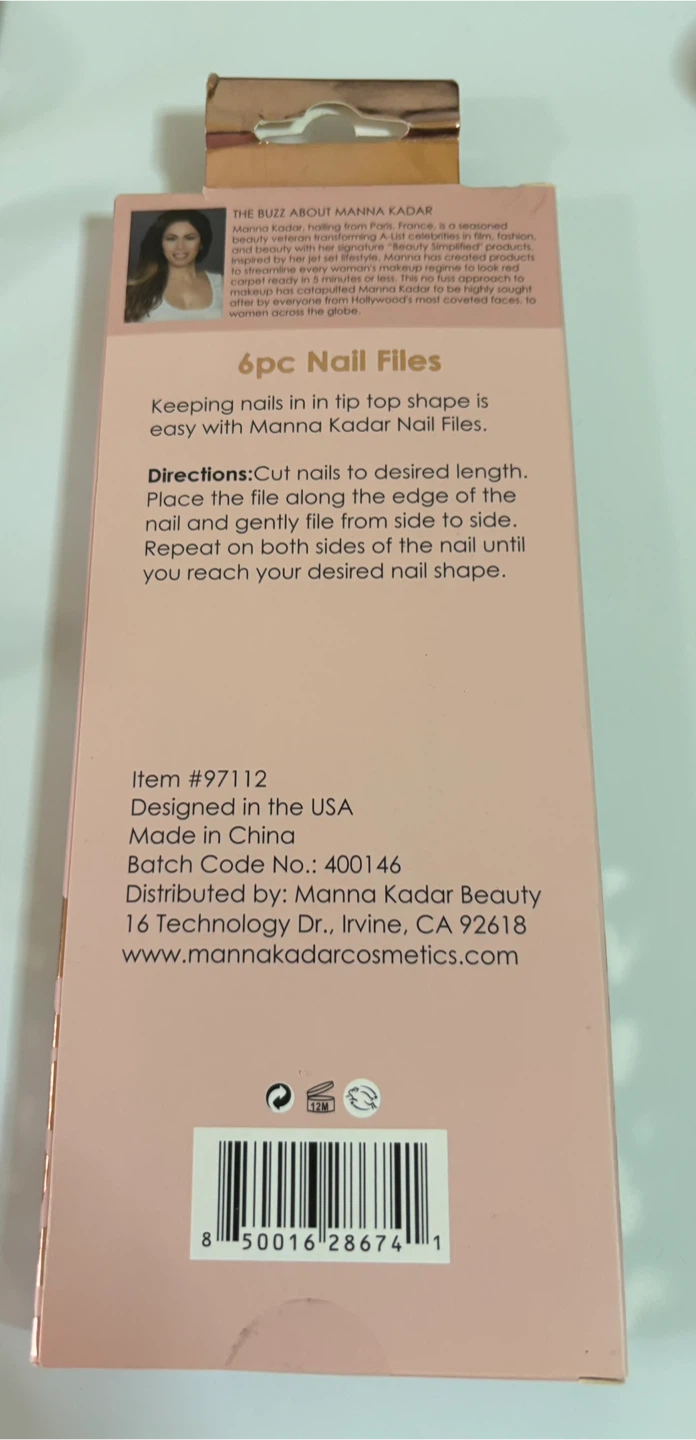 THE BUZZ ABOUT MANNA KADAR
Manna Kadar, hailing from Paris, France, is a seasoned
beauty veteran transforming A-List celebrities in film, fashion,
and beauty with her signature "Beauty Simplified" products.
Inspired by her jet set lifestyle, Manna has created products
to streamline every woman's makeup regime to look red
carpet ready in 5 minutes or less. This no fuss approach to
makeup has catapulted Manna Kadar to be highly sought
after by everyone from Hollywood's most coveted faces, to
women across the globe.
6pc Nail Files
Keeping nails in in tip top shape is
easy with Manna Kadar Nail Files.
Directions:Cut nails to desired length.
Place the file along the edge of the
nail and gently file from side to side.
Repeat on both sides of the nail until
you reach your desired nail shape.
Item #97112
Designed in the USA
Made in China
Batch Code No.: 400146
Distributed by: Manna Kadar Beauty
16 Technology Dr., Irvine, CA 92618
www.mannakadarcosmetics.com
12M
8 50016 28674 1